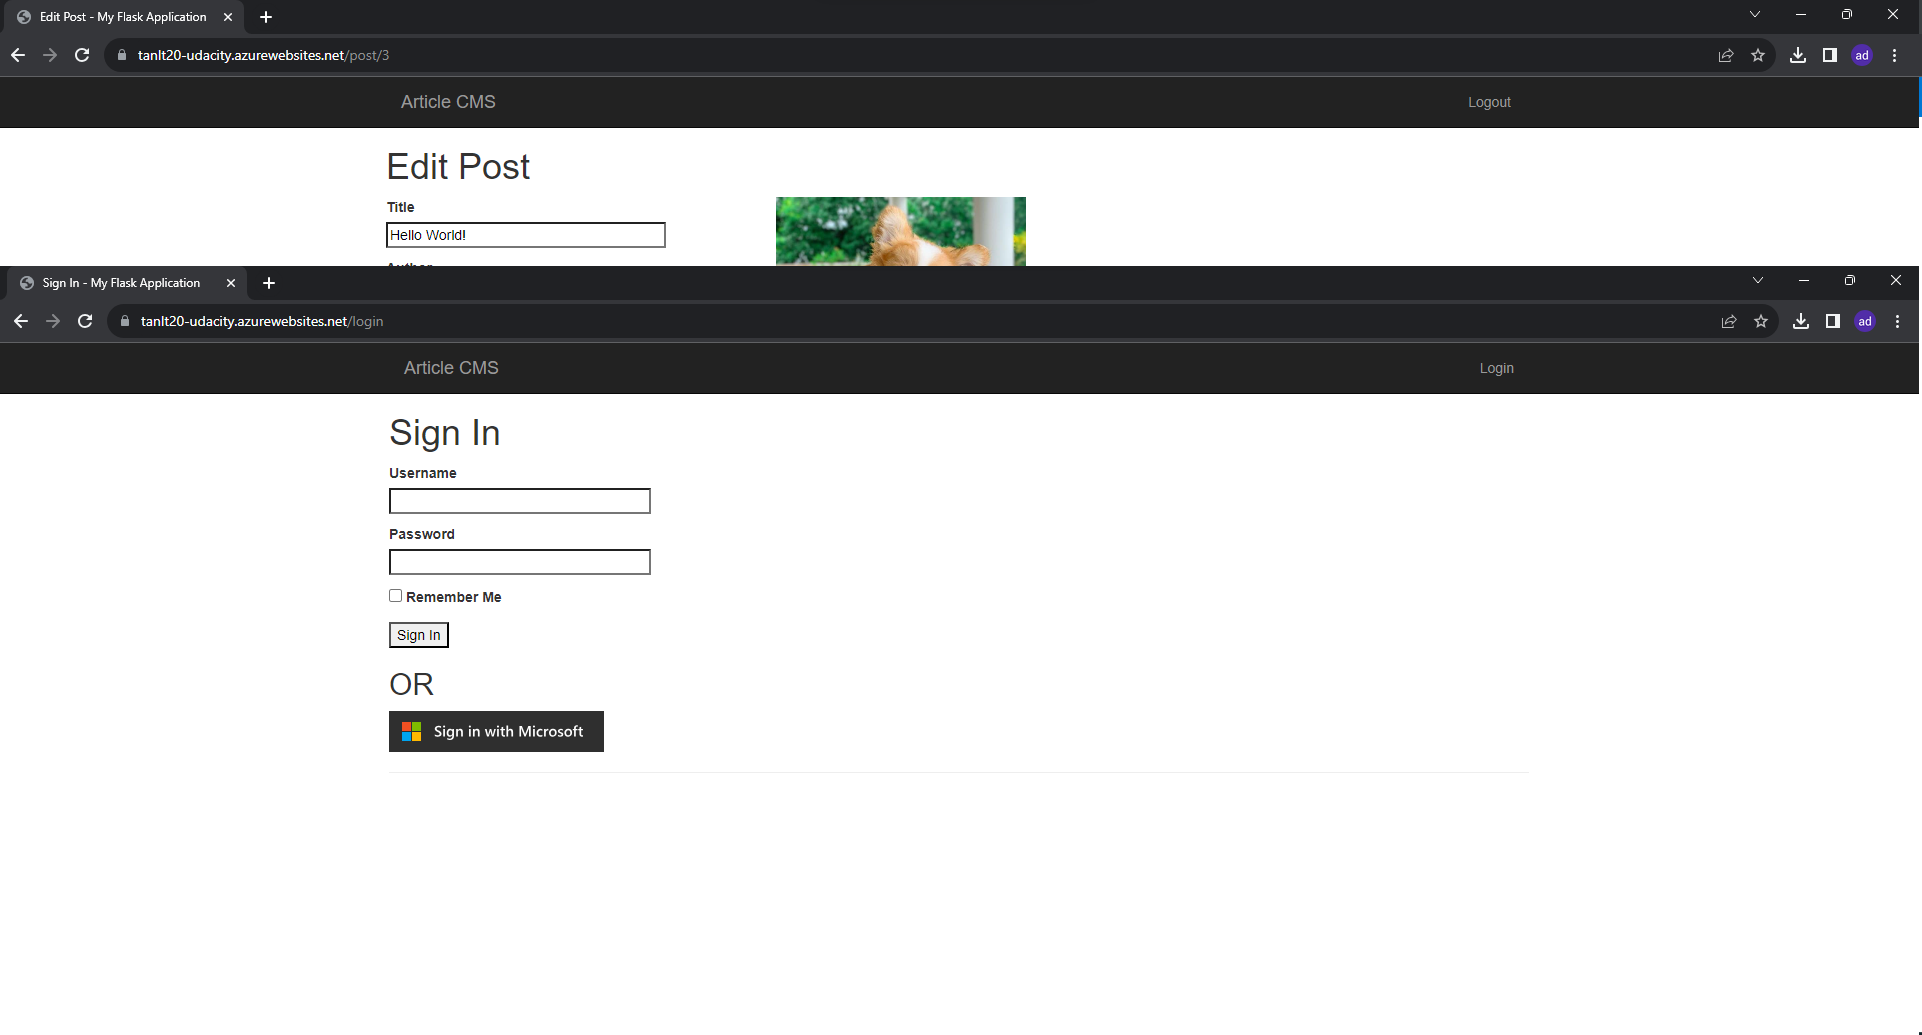 Edit Post - My Flask Application
tanlt20-udacity.azurewebsites.net/post/3
ad
Article CMS
Logout
Edit Post
Title
Hello World!
Author
Sign In - My Flask Application
tanlt20-udacity.azurewebsites.net/login
ad
Article CMS
Login
Sign In
Username
Password
Remember Me
Sign In
OR
Sign in with Microsoft